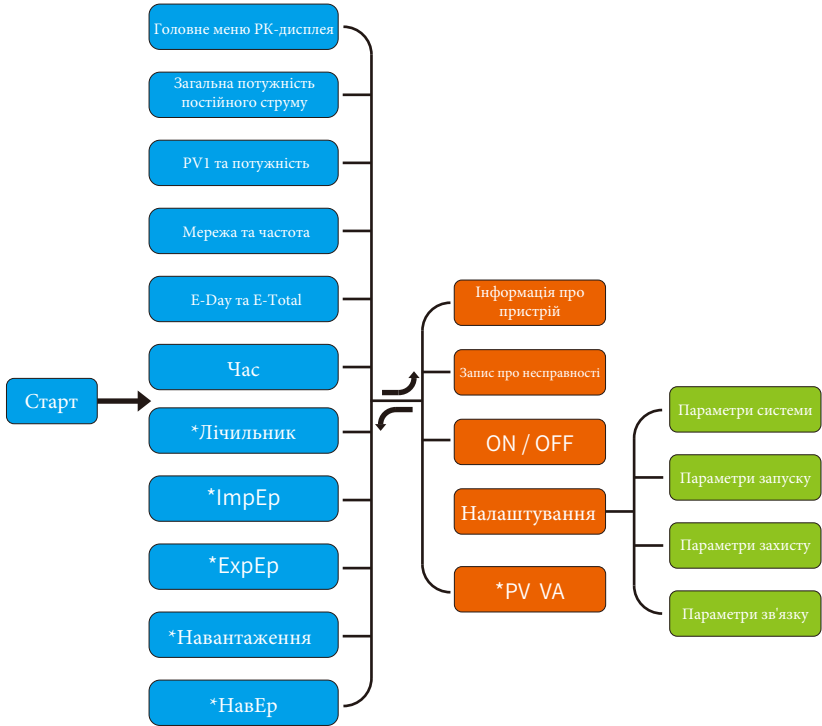 Старт
Головне меню РК-дисплея
Загальна потужність
постійного струму
PV1 та потужність
Мережа та частота
E-Day та E-Total
Час
*Лічильник
*ImpEp
*ExpEp
*Навантаження
*НавЕр
Інформація про
пристрій
Запис про несправності
ON / OFF
Налаштування
*PV VA
Параметри системи
Параметри запуску
Параметри захисту
Параметри зв'язку